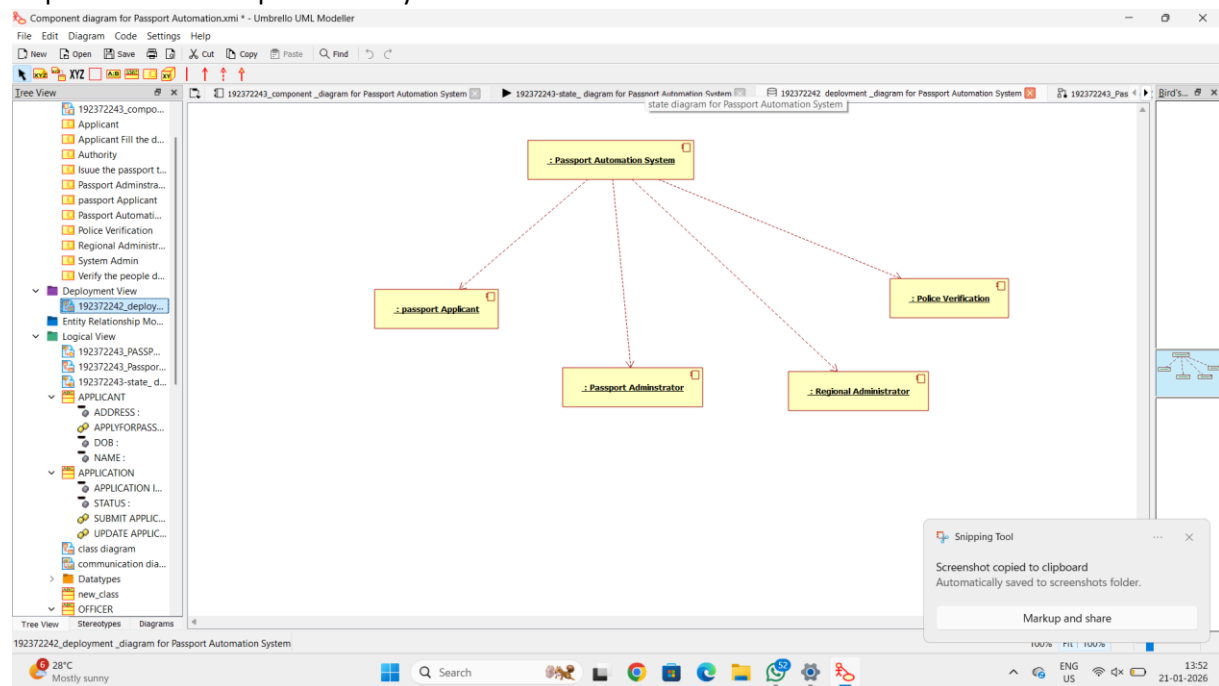 Component diagram for Passport Automation.xmi * - Umbrello UML Modeller
File Edit Diagram Code Settings Help
New Open Save Cut Copy Paste Find
XYZ XYZ A:B ABC XY
Tree View
192372243_component _diagram for Passport Automation System
192372243-state_ diagram for Passport Automation System
192372242_deployment _diagram for Passport Automation System
192372243_Pas
Bird's...
state diagram for Passport Automation System
192372243_compo...
Applicant
Applicant Fill the d...
Authority
Isuue the passport t...
Passport Adminstra...
passport Applicant
Passport Automati...
Police Verification
Regional Administr...
System Admin
Verify the people d...
Deployment View
192372242_deploy...
Entity Relationship Mo...
Logical View
192372243_PASSP...
192372243_Passpor...
192372243-state_ d...
APPLICANT
ADDRESS :
APPLYFORPASS...
DOB :
NAME :
APPLICATION
APPLICATION I...
STATUS :
SUBMIT APPLIC...
UPDATE APPLIC...
class diagram
communication dia...
Datatypes
new_class
OFFICER
Tree View Stereotypes Diagrams
: Passport Automation System
: passport Applicant
: Police Verification
: Passport Adminstrator
: Regional Administrator
Snipping Tool
Screenshot copied to clipboard
Automatically saved to screenshots folder.
Markup and share
192372242_deployment _diagram for Passport Automation System
100% Fit 100%
6
28°C
Mostly sunny
Search
52
ENG
US
13:52
21-01-2026